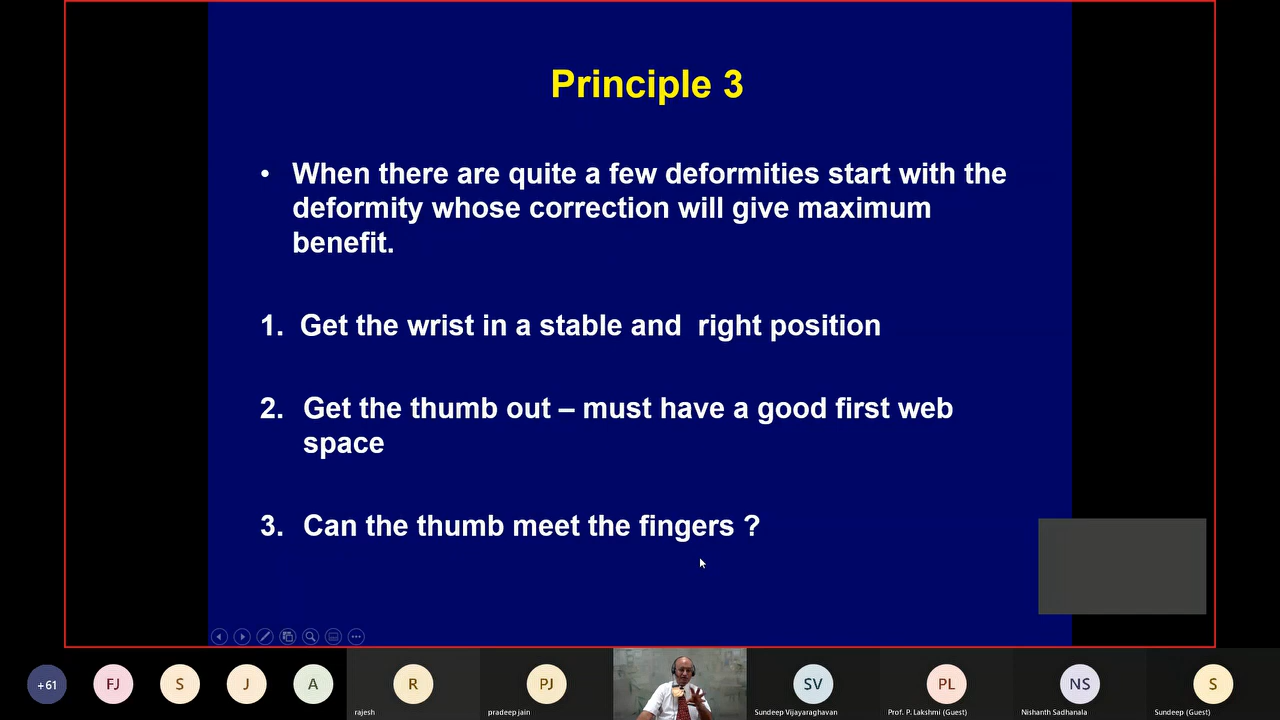 Principle 3
• When there are quite a few deformities start with the
deformity whose correction will give maximum
benefit.
1. Get the wrist in a stable and right position
2. Get the thumb out – must have a good first web
space
3. Can the thumb meet the fingers ?
+61
FJ
S
J
A
R
PJ
SV
PL
NS
S
rajesh
pradeep jain
Sundeep Vijayaraghavan
Prof. P. Lakshmi (Guest)
Nishanth Sadhanala
Sundeep (Guest)